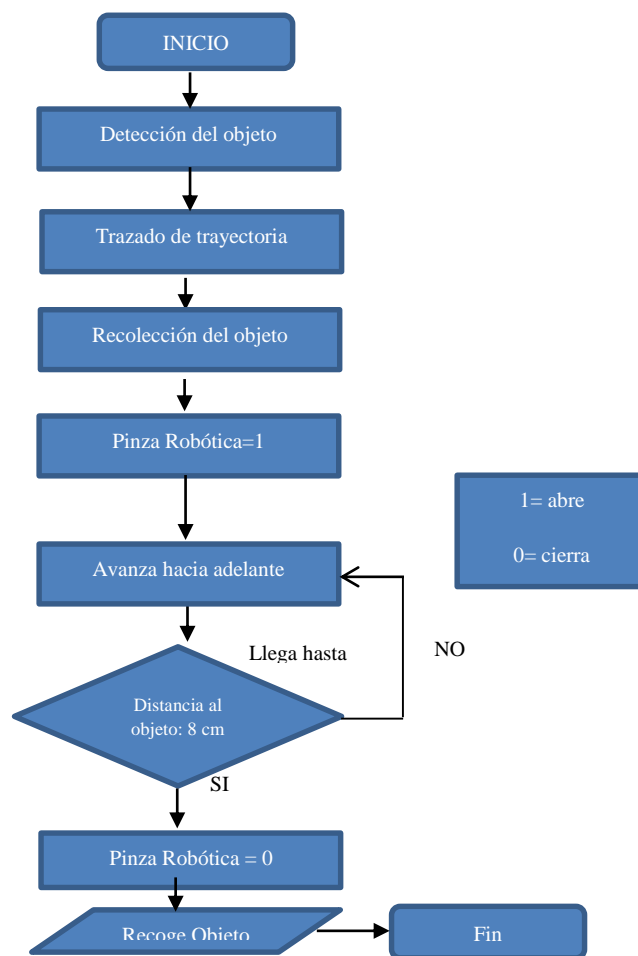 INICIO
Detección del objeto
Trazado de trayectoria
Recolección del objeto
Pinza Robótica=1
1= abre
0= cierra
Avanza hacia adelante
Llega hasta
NO
Distancia al
objeto: 8 cm
SI
Pinza Robótica = 0
Recoge Objeto
Fin